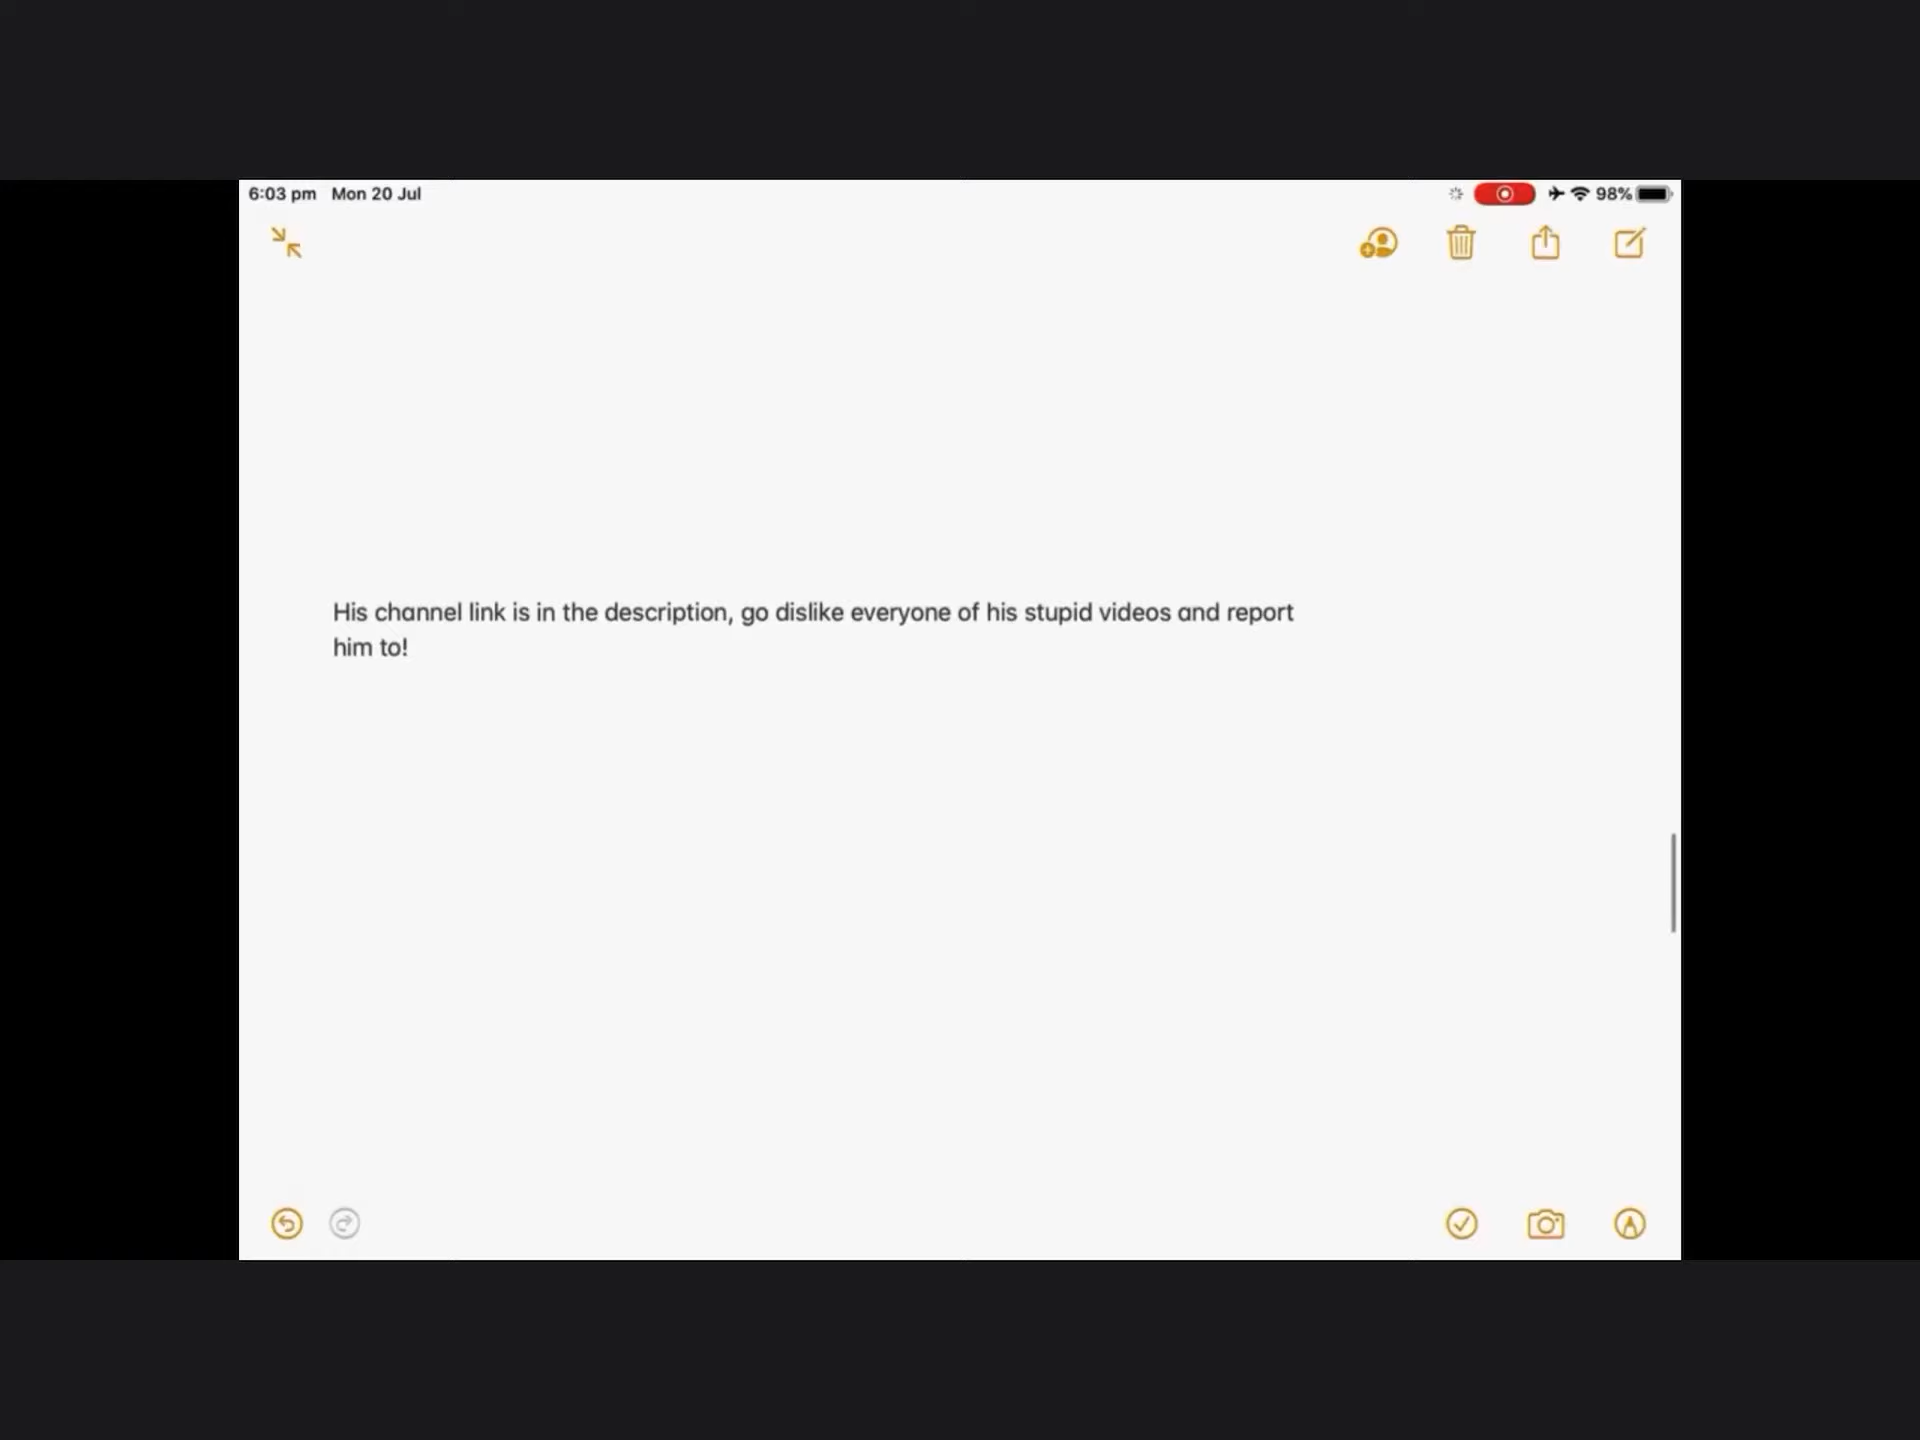 6:03 pm Mon 20 Jul 98%
His channel link is in the description, go dislike everyone of his stupid videos and report
him to!